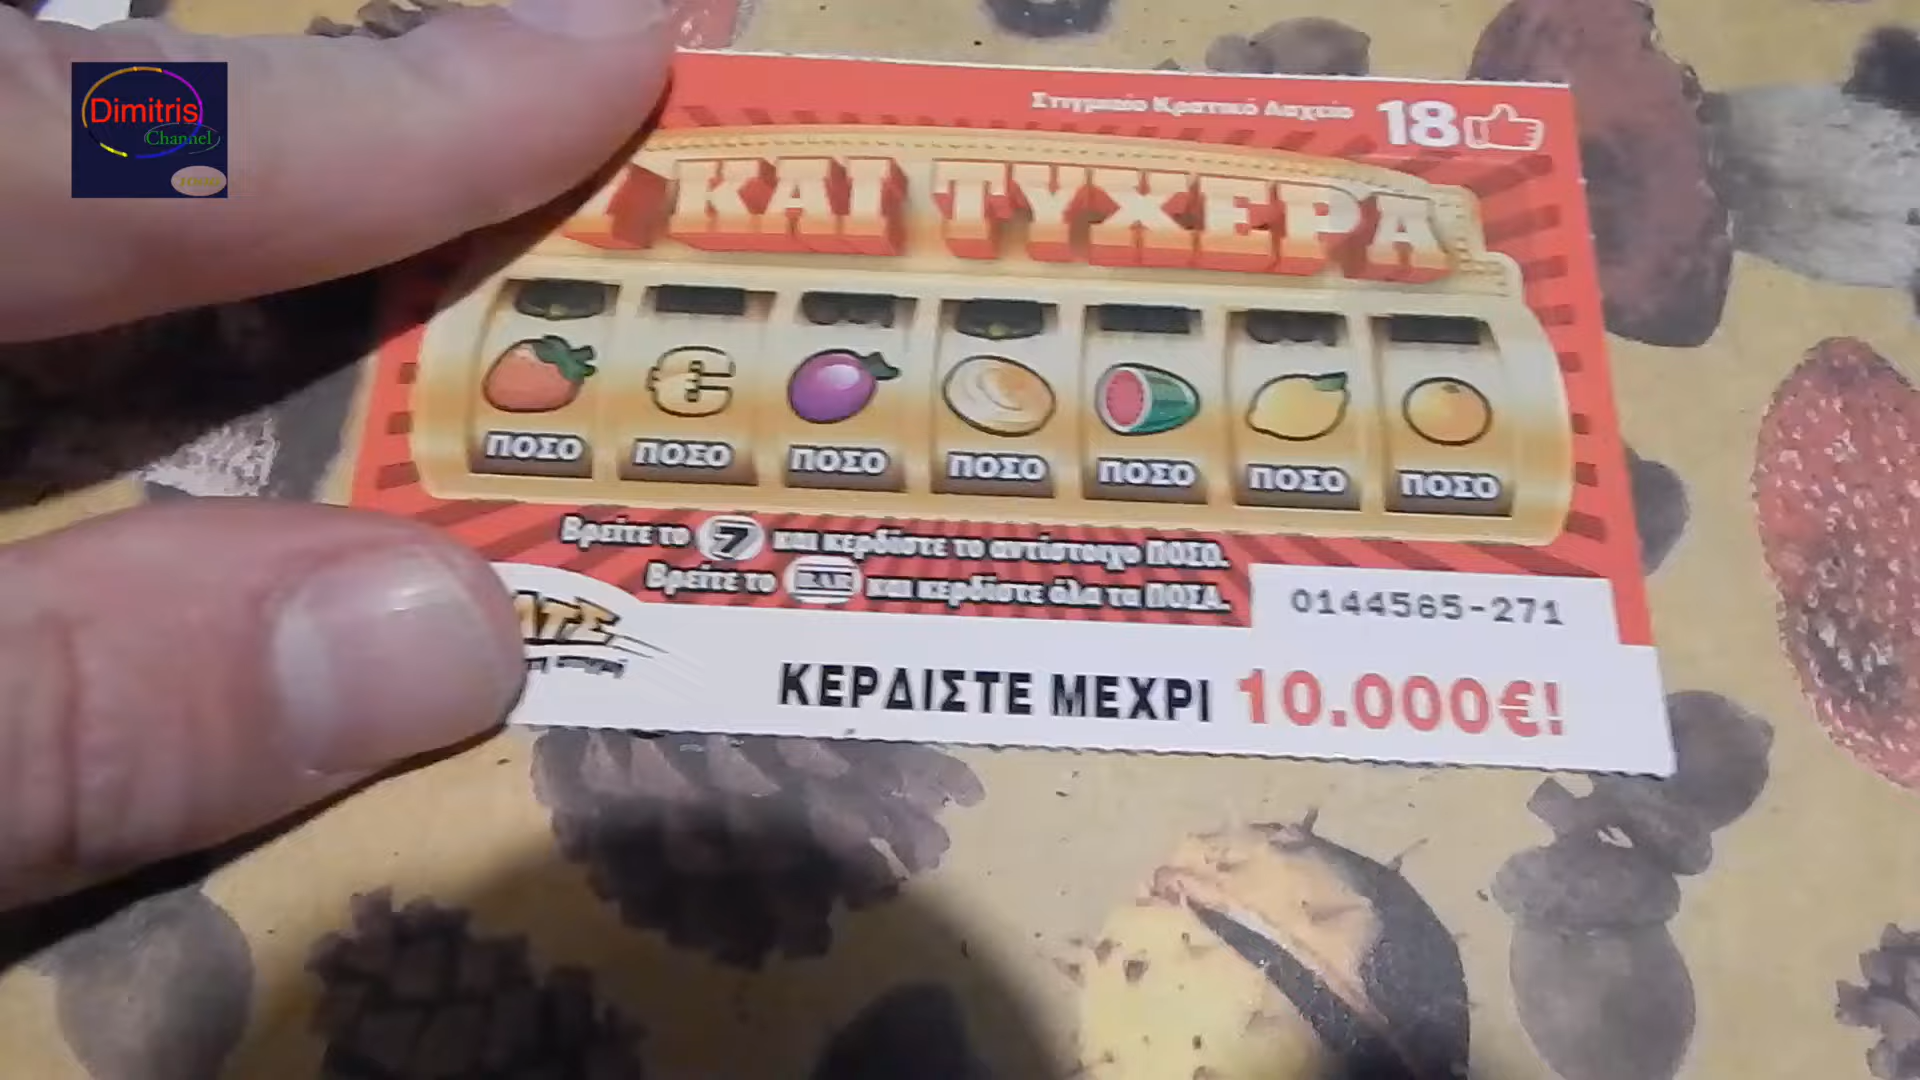 Dimitris
Channel
Στιγμιαίο Κρατικό Λαχείο 18
ΚΑΙ ΤΥΧΕΡΑ
ΠΟΣΟ ΠΟΣΟ ΠΟΣΟ ΠΟΣΟ ΠΟΣΟ ΠΟΣΟ ΠΟΣΟ
Βρείτε το 7 και κερδίστε το αντίστοιχο ΠΟΣΟ.
Βρείτε το BAR και κερδίστε όλα τα ΠΟΣΑ.
0144565-271
ΚΕΡΔΙΣΤΕ ΜΕΧΡΙ 10.000€!